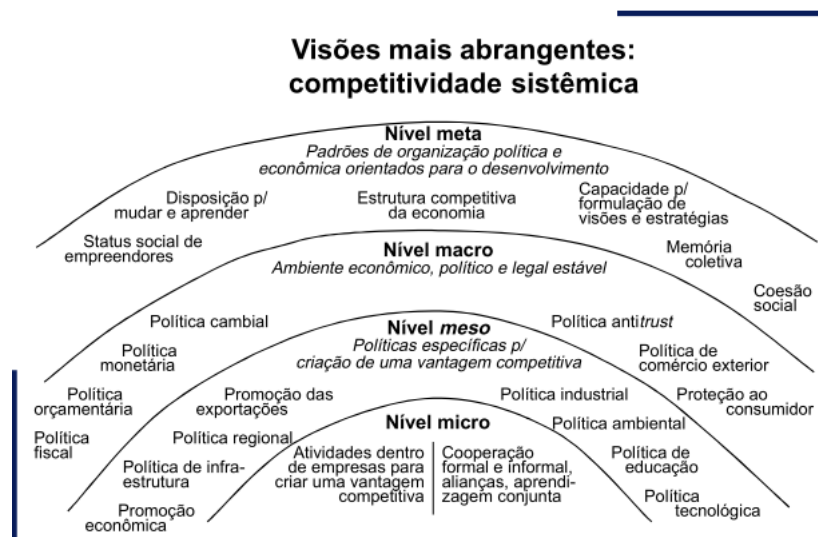 Visões mais abrangentes:
competitividade sistêmica
Nível meta
Padrões de organização política e
econômica orientados para o desenvolvimento
Disposição p/
mudar e aprender
Estrutura competitiva
da economia
Capacidade p/
formulação de
visões e estratégias
Status social de
empreendores
Memória
coletiva
Coesão
social
Nível macro
Ambiente econômico, político e legal estável
Política cambial
Política
monetária
Política
orçamentária
Política
fiscal
Política antitrust
Política de
comércio exterior
Proteção ao
consumidor
Nível meso
Políticas específicas p/
criação de uma vantagem competitiva
Promoção das
exportações
Política regional
Política de infra-
estrutura
Promoção
econômica
Política industrial
Política ambiental
Política de
educação
Política
tecnológica
Nível micro
Atividades dentro
de empresas para
criar uma vantagem
competitiva
Cooperação
formal e informal,
alianças, aprendi-
zagem conjunta